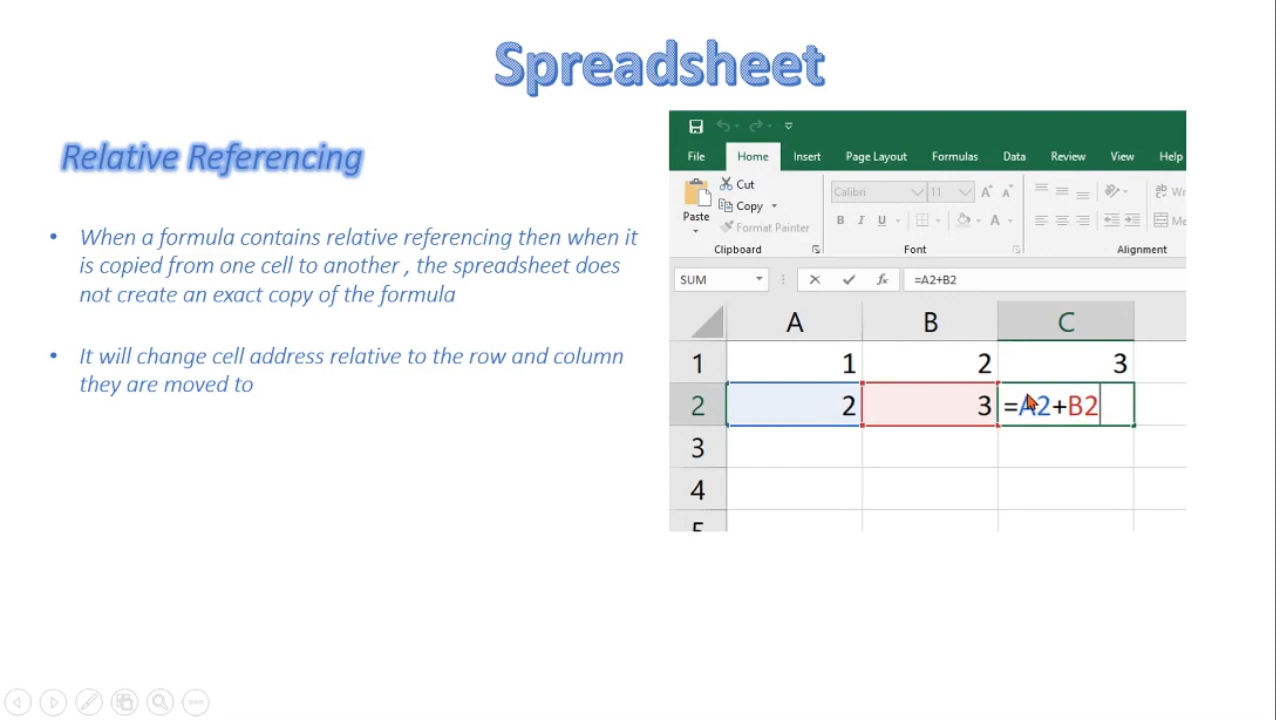 Spreadsheet
Relative Referencing
• When a formula contains relative referencing then when it
is copied from one cell to another , the spreadsheet does
not create an exact copy of the formula
• It will change cell address relative to the row and column
they are moved to
File Home Insert Page Layout Formulas Data Review View Help
Cut
Copy
Format Painter
Paste
Calibri 11 A A
B I U A
Wr
Me
Clipboard Font Alignment
SUM fx =A2+B2
A B C
1 1 2 3
2 2 3 =A2+B2
3
4
5